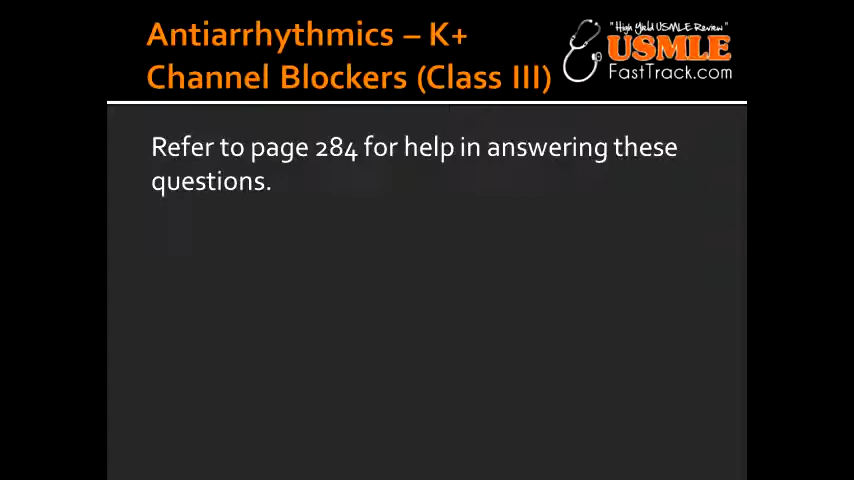 Antiarrhythmics – K+
Channel Blockers (Class III)
"High Yield USMLE Review"
USMLE
FastTrack.com
Refer to page 284 for help in answering these
questions.